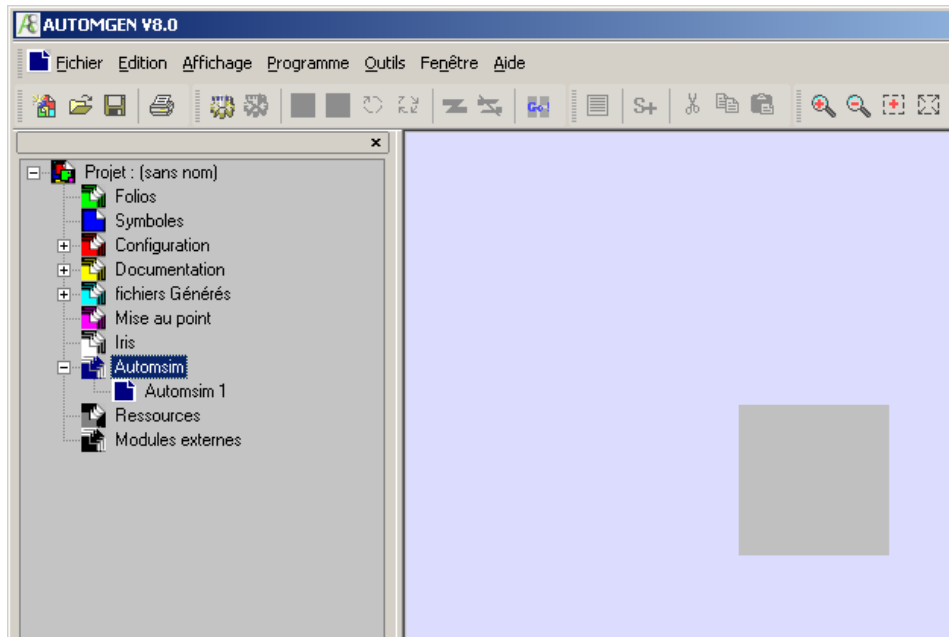 AUTOMGEN V8.0
Fichier Edition Affichage Programme Outils Fenêtre Aide
Go!
S+
Projet : (sans nom)
Folios
Symboles
Configuration
Documentation
fichiers Générés
Mise au point
Iris
Automsim
Automsim 1
Ressources
Modules externes